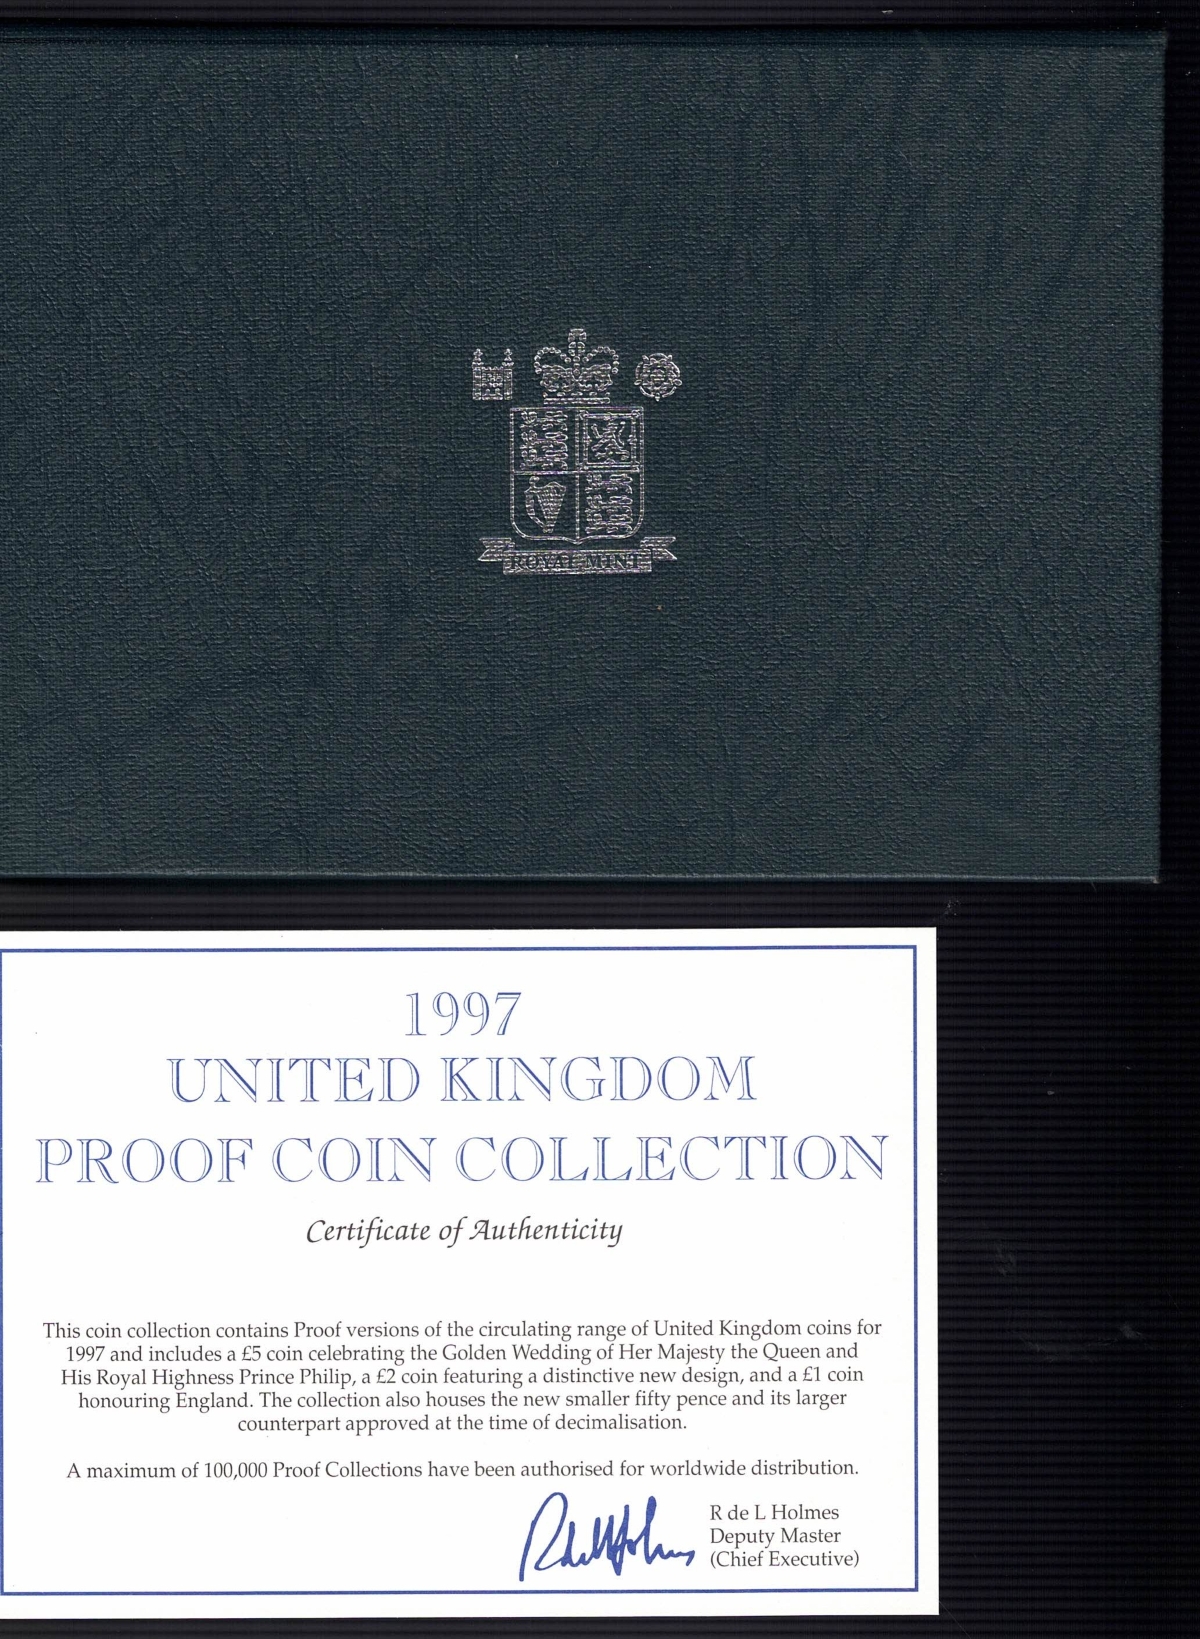 ROYAL MINT
1997
UNITED KINGDOM
PROOF COIN COLLECTION
Certificate of Authenticity
This coin collection contains Proof versions of the circulating range of United Kingdom coins for
1997 and includes a £5 coin celebrating the Golden Wedding of Her Majesty the Queen and
His Royal Highness Prince Philip, a £2 coin featuring a distinctive new design, and a £1 coin
honouring England. The collection also houses the new smaller fifty pence and its larger
counterpart approved at the time of decimalisation.
A maximum of 100,000 Proof Collections have been authorised for worldwide distribution.
R de L Holmes
Deputy Master
(Chief Executive)